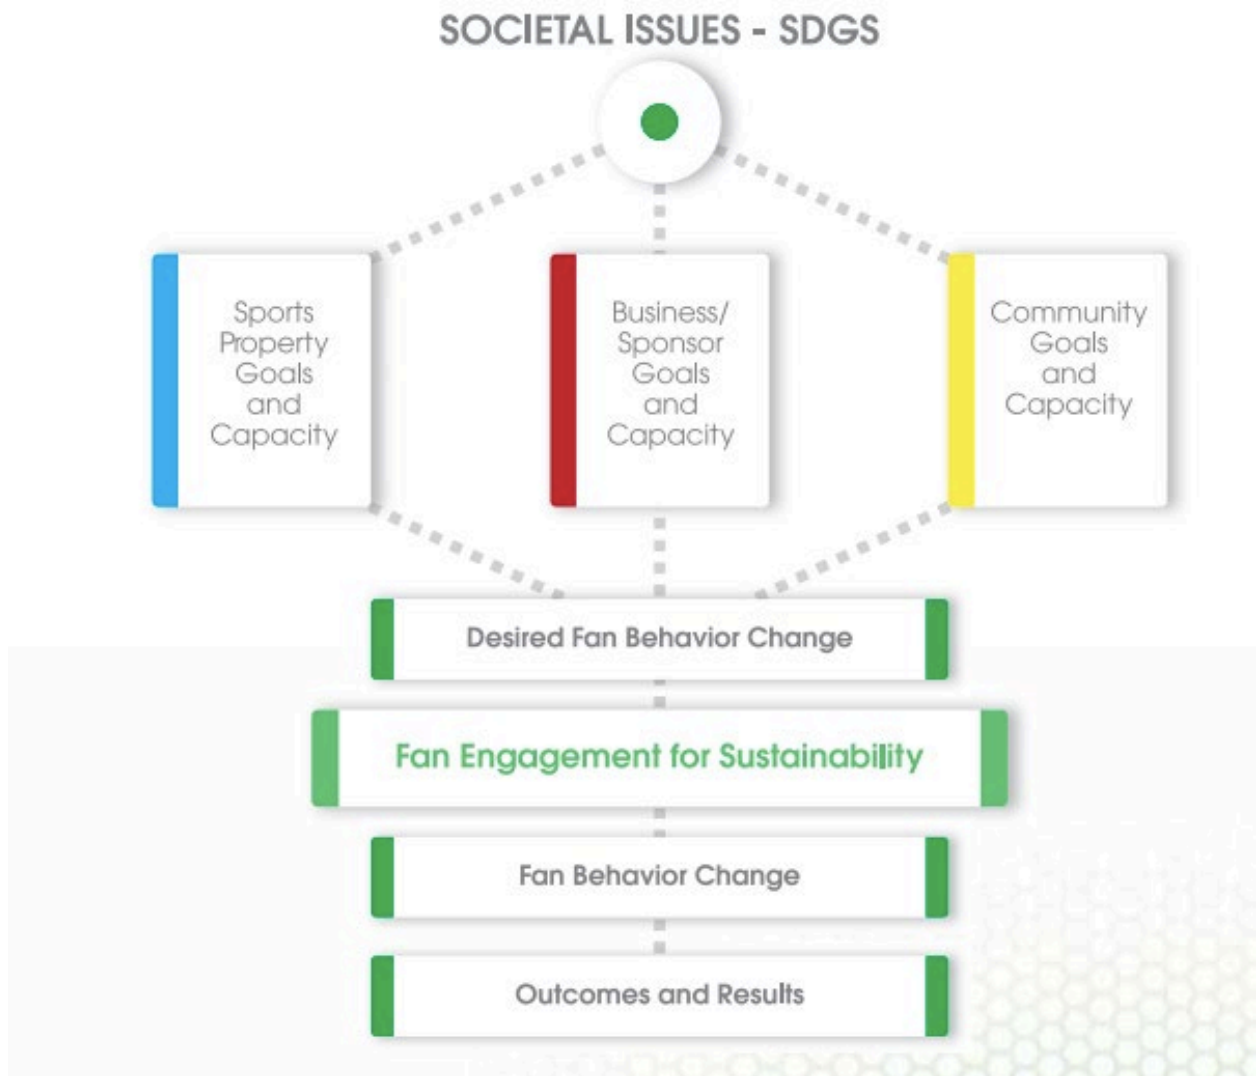 SOCIETAL ISSUES - SDGS
Sports
Property
Goals
and
Capacity
Business/
Sponsor
Goals
and
Capacity
Community
Goals
and
Capacity
Desired Fan Behavior Change
Fan Engagement for Sustainability
Fan Behavior Change
Outcomes and Results